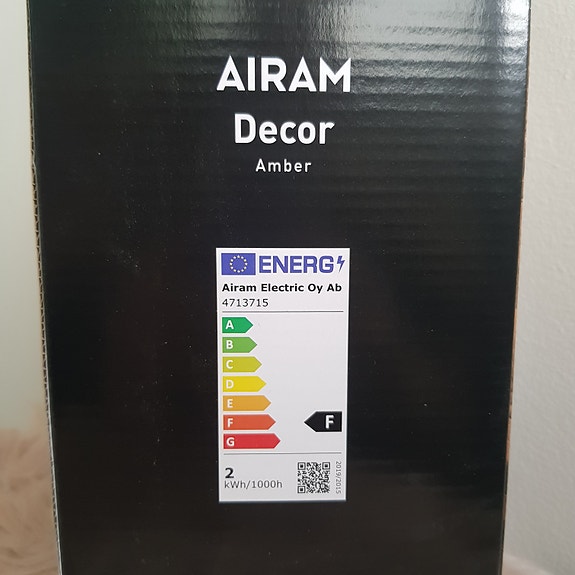 AIRAM
Decor
Amber
ENERG
Airam Electric Oy Ab
4713715
A
B
C
D
E
F F
G
2
kWh/1000h
2019/2015